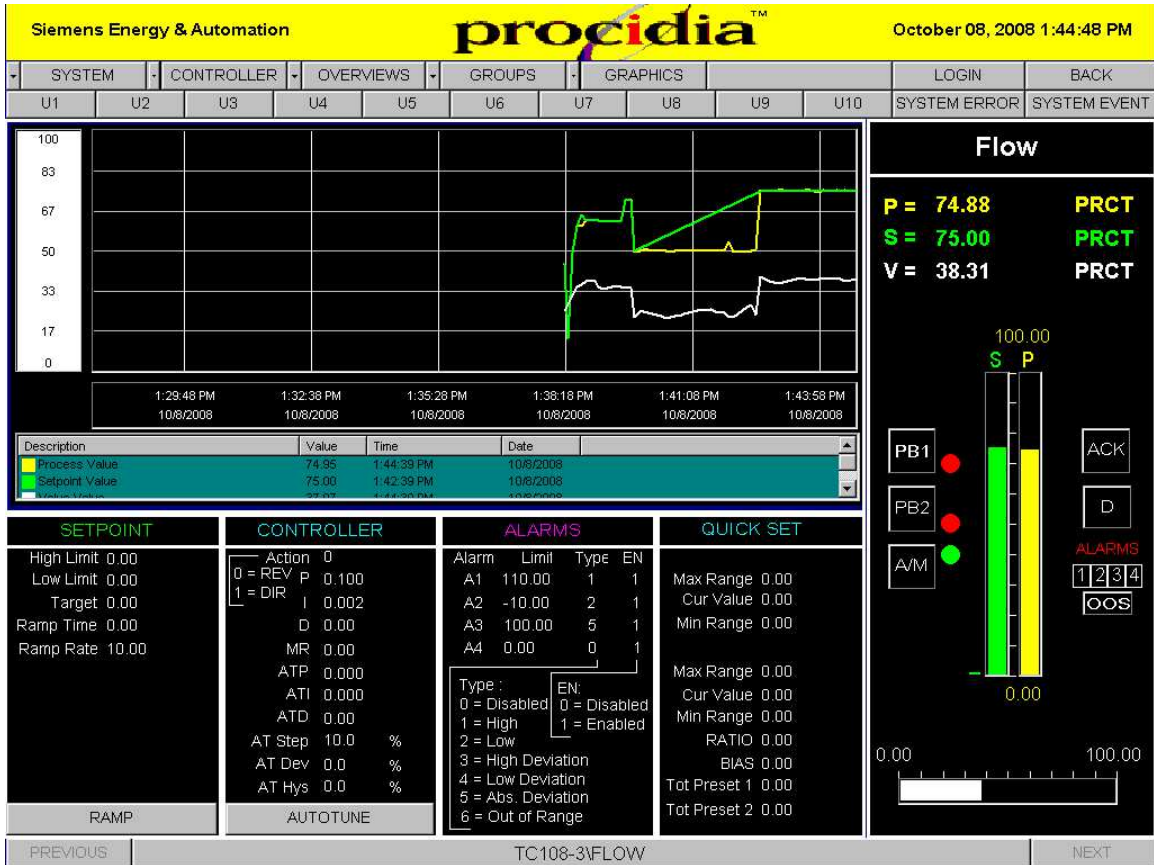 Siemens Energy & Automation
procidia™
October 08, 2008 1:44:48 PM
SYSTEM CONTROLLER OVERVIEWS GROUPS GRAPHICS LOGIN BACK
U1 U2 U3 U4 U5 U6 U7 U8 U9 U10 SYSTEM ERROR SYSTEM EVENT
100
83
67
50
33
17
0
1:29:48 PM 1:32:38 PM 1:35:28 PM 1:38:18 PM 1:41:08 PM 1:43:58 PM
10/8/2008 10/8/2008 10/8/2008 10/8/2008 10/8/2008 10/8/2008
Description Value Time Date
Process Value 74.95 1:44:39 PM 10/8/2008
Setpoint Value 75.00 1:42:39 PM 10/8/2008
Flow
P = 74.88 PRCT
S = 75.00 PRCT
V = 38.31 PRCT
100.00
S P
PB1
PB2
A/M
ACK
D
ALARMS
1 2 3 4
OOS
0.00
0.00 100.00
SETPOINT
High Limit 0.00
Low Limit 0.00
Target 0.00
Ramp Time 0.00
Ramp Rate 10.00
RAMP
CONTROLLER
Action 0
0 = REV
1 = DIR
P 0.100
I 0.002
D 0.00
MR 0.00
ATP 0.000
ATI 0.000
ATD 0.00
AT Step 10.0 %
AT Dev 0.0 %
AT Hys 0.0 %
AUTOTUNE
ALARMS
Alarm Limit Type EN
A1 110.00 1 1
A2 -10.00 2 1
A3 100.00 5 1
A4 0.00 0 1
Type :
0 = Disabled
1 = High
2 = Low
3 = High Deviation
4 = Low Deviation
5 = Abs. Deviation
6 = Out of Range
EN:
0 = Disabled
1 = Enabled
QUICK SET
Max Range 0.00
Cur Value 0.00
Min Range 0.00
Max Range 0.00
Cur Value 0.00
Min Range 0.00
RATIO 0.00
BIAS 0.00
Tot Preset 1 0.00
Tot Preset 2 0.00
PREVIOUS TC108-3\FLOW NEXT